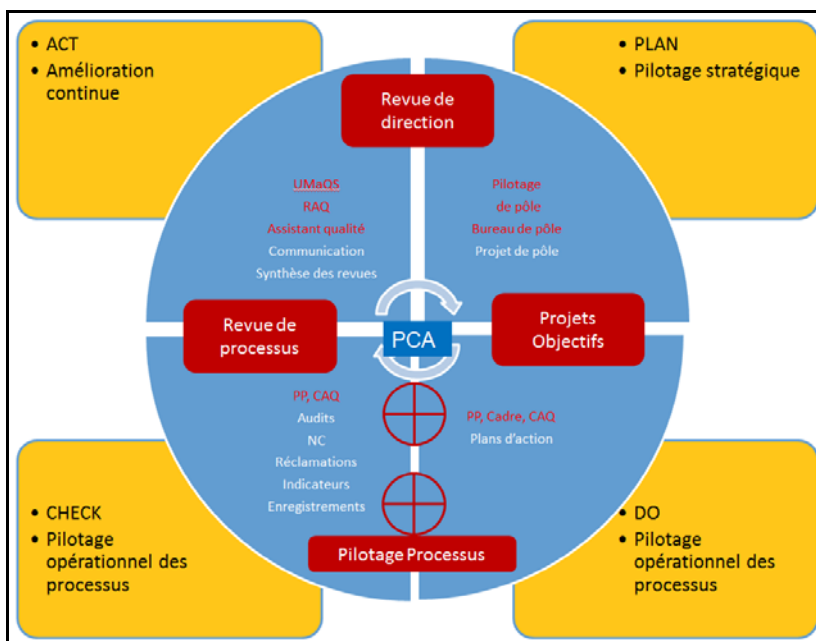 • ACT
• Amélioration
continue
• PLAN
• Pilotage stratégique
Revue de
direction
UMaQS
RAQ
Assistant qualité
Communication
Synthèse des revues
Pilotage
de pôle
Bureau de pôle
Projet de pôle
Revue de
processus
PCA
Projets
Objectifs
PP, CAQ
Audits
NC
Réclamations
Indicateurs
Enregistrements
PP, Cadre, CAQ
Plans d’action
Pilotage Processus
• CHECK
• Pilotage
opérationnel des
processus
• DO
• Pilotage
opérationnel des
processus